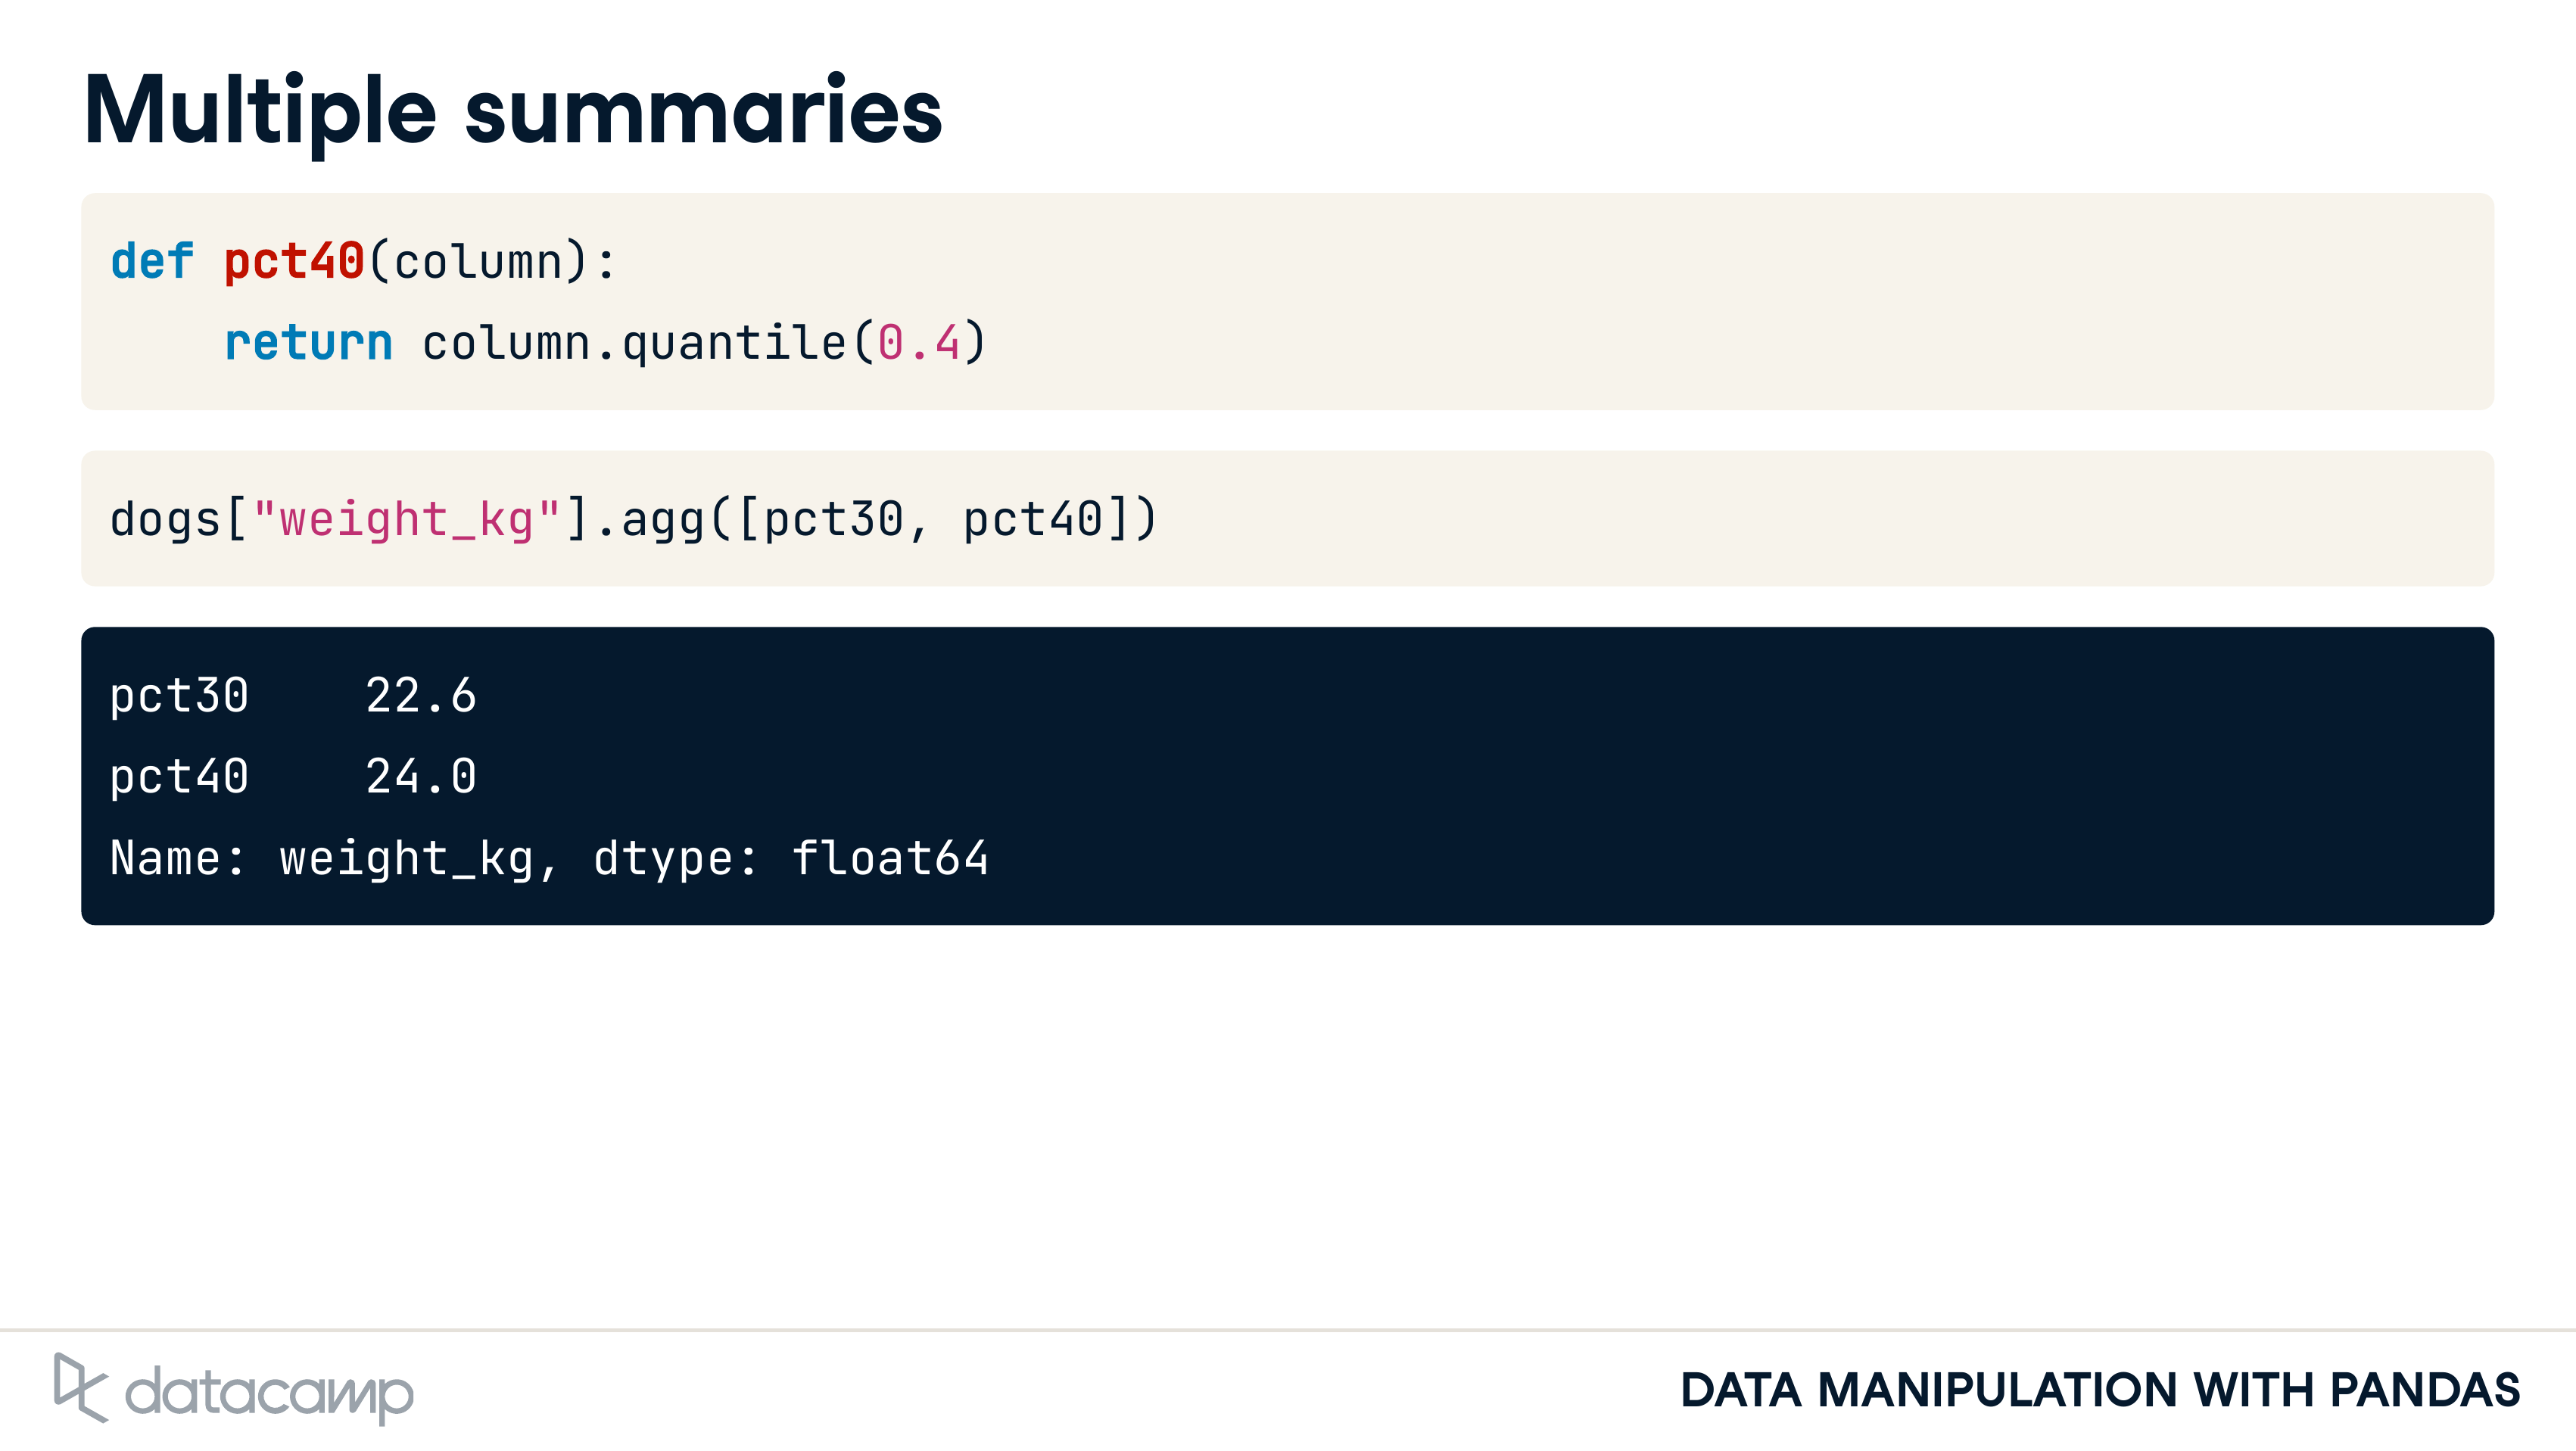 Multiple summaries
def pct40(column):
    return column.quantile(0.4)
dogs["weight_kg"].agg([pct30, pct40])
pct30    22.6
pct40    24.0
Name: weight_kg, dtype: float64
datacamp
DATA MANIPULATION WITH PANDAS